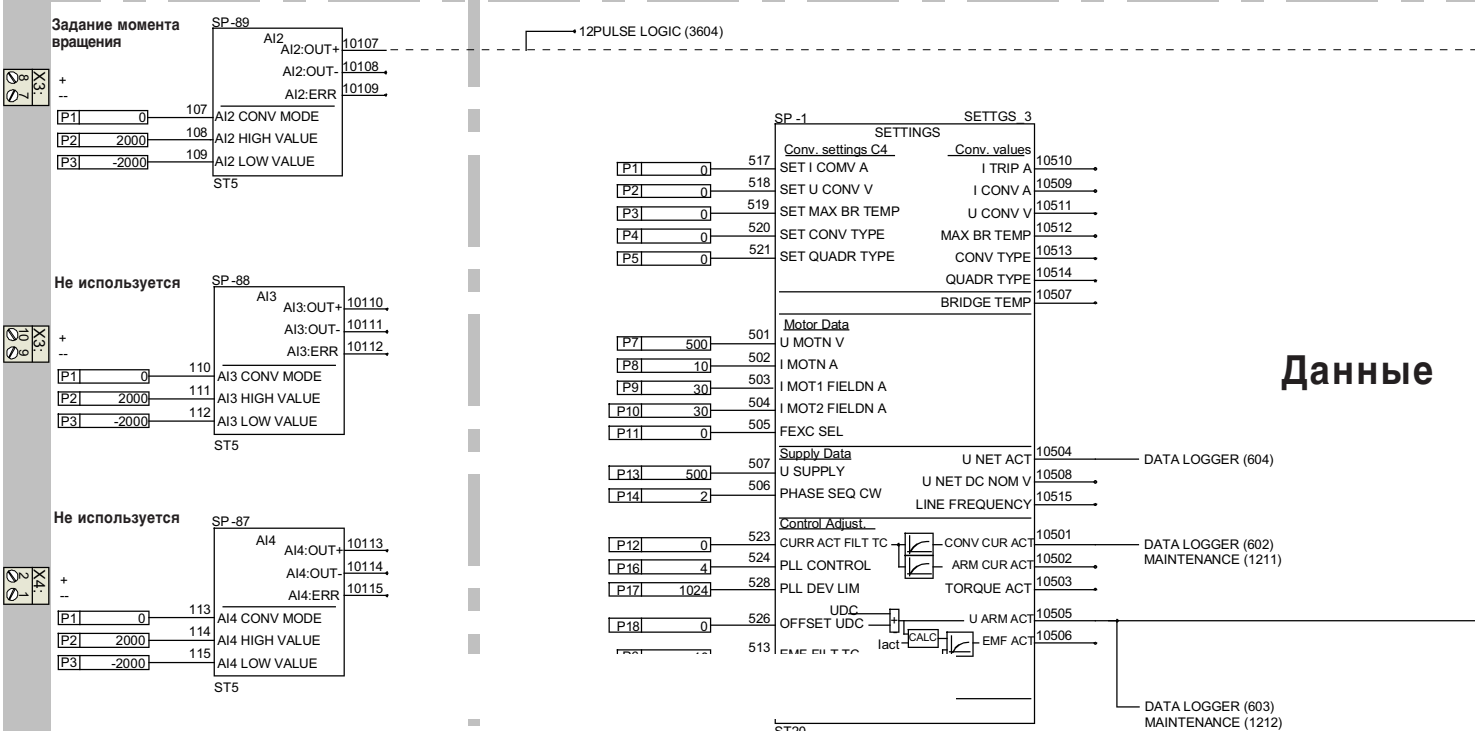 Задание момента
вращения
SP -89
AI2
AI2:OUT+ 10107
AI2:OUT- 10108
AI2:ERR 10109
X3:
8 7
+
--
P1 0 107 AI2 CONV MODE
P2 2000 108 AI2 HIGH VALUE
P3 -2000 109 AI2 LOW VALUE
ST5
Не используется
SP -88
AI3
AI3:OUT+ 10110
AI3:OUT- 10111
AI3:ERR 10112
X3:
10 9
+
--
P1 0 110 AI3 CONV MODE
P2 2000 111 AI3 HIGH VALUE
P3 -2000 112 AI3 LOW VALUE
ST5
Не используется
SP -87
AI4
AI4:OUT+ 10113
AI4:OUT- 10114
AI4:ERR 10115
X4:
2 1
+
--
P1 0 113 AI4 CONV MODE
P2 2000 114 AI4 HIGH VALUE
P3 -2000 115 AI4 LOW VALUE
ST5
12PULSE LOGIC (3604)
SP -1 SETTGS_3
SETTINGS
Conv. settings C4 Conv. values
P1 0 517 SET I COMV A I TRIP A 10510
P2 0 518 SET U CONV V I CONV A 10509
P3 0 519 SET MAX BR TEMP U CONV V 10511
P4 0 520 SET CONV TYPE MAX BR TEMP 10512
P5 0 521 SET QUADR TYPE CONV TYPE 10513
QUADR TYPE 10514
BRIDGE TEMP 10507
Motor Data
P7 500 501 U MOTN V
P8 10 502 I MOTN A
P9 30 503 I MOT1 FIELDN A
P10 30 504 I MOT2 FIELDN A
P11 0 505 FEXC SEL
Supply Data
P13 500 507 U SUPPLY U NET ACT 10504 DATA LOGGER (604)
P14 2 506 PHASE SEQ CW U NET DC NOM V 10508
LINE FREQUENCY 10515
Control Adjust.
P12 0 523 CURR ACT FILT TC CONV CUR ACT 10501 DATA LOGGER (602)
MAINTENANCE (1211)
P16 4 524 PLL CONTROL ARM CUR ACT 10502
P17 1024 528 PLL DEV LIM TORQUE ACT 10503
UDC
P18 0 526 OFFSET UDC + U ARM ACT 10505
Iact CALC EMF ACT 10506
513 EMF FILT TC
DATA LOGGER (603)
MAINTENANCE (1212)
ST20
Данные